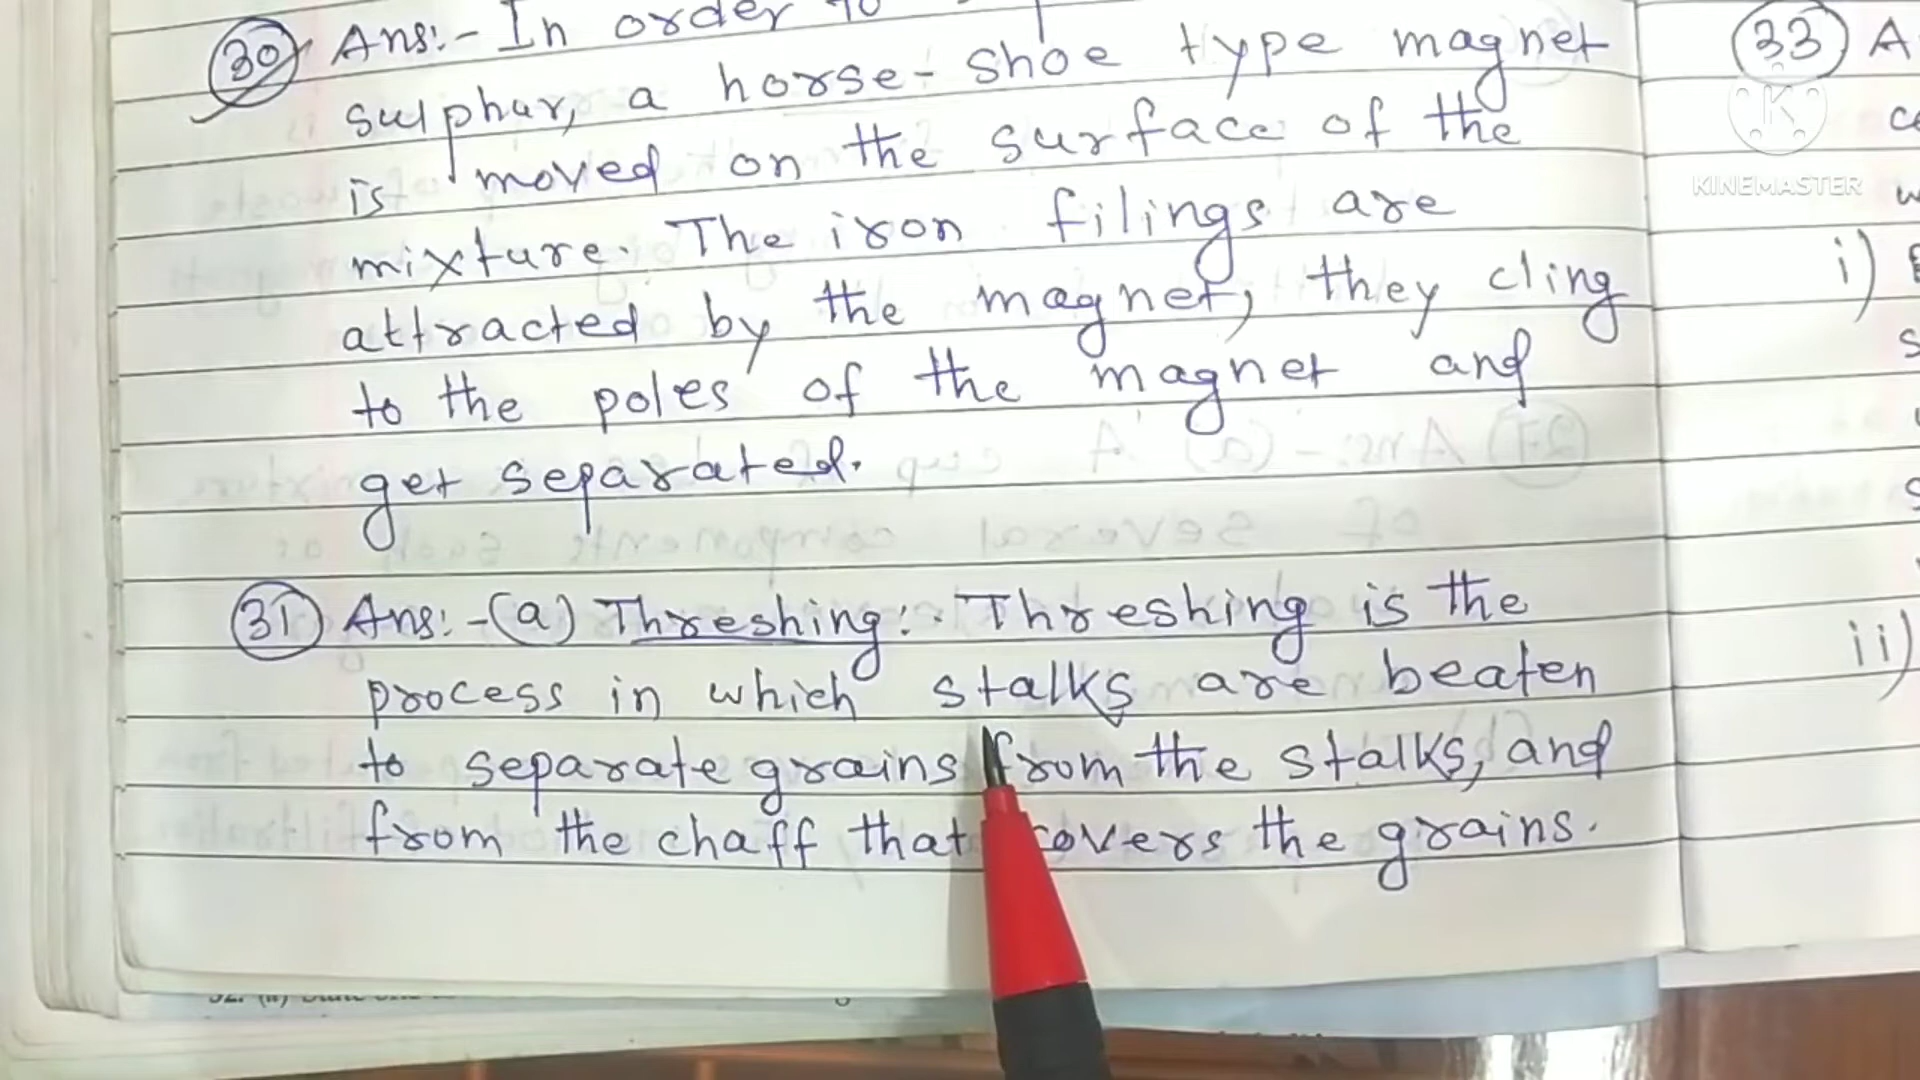 30 Ans:- In order to
sulphur, a horse-shoe type magnet
is moved on the surface of the
mixture. The iron filings are
attracted by the magnet, they cling
to the poles of the magnet and
get separated.
31 Ans:-(a) Threshing:- Threshing is the
process in which stalks are beaten
to separate grains from the stalks, and
from the chaff that covers the grains.
33 A
i)
ii)
KINEMASTER